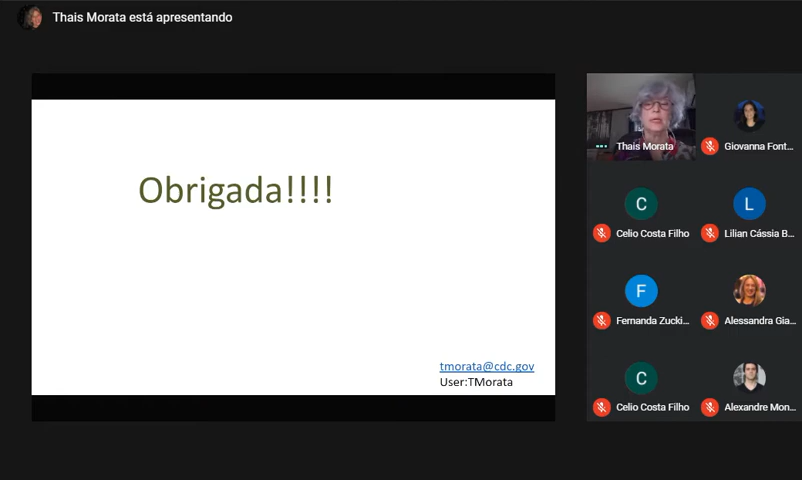 Thais Morata está apresentando
Obrigada!!!!
tmorata@cdc.gov
User:TMorata
Thais Morata
Giovanna Font...
C
Celio Costa Filho
L
Lilian Cássia B...
F
Fernanda Zucki...
Alessandra Gia...
C
Celio Costa Filho
Alexandre Mon...